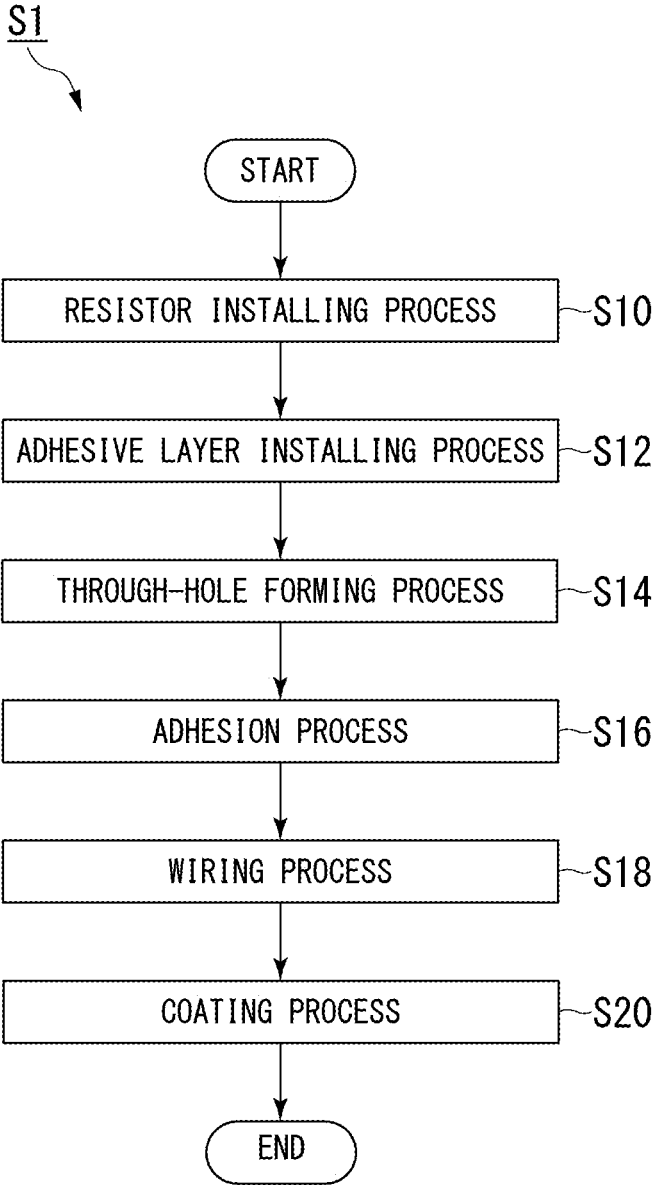 S1
START
RESISTOR INSTALLING PROCESS S10
ADHESIVE LAYER INSTALLING PROCESS S12
THROUGH-HOLE FORMING PROCESS S14
ADHESION PROCESS S16
WIRING PROCESS S18
COATING PROCESS S20
END